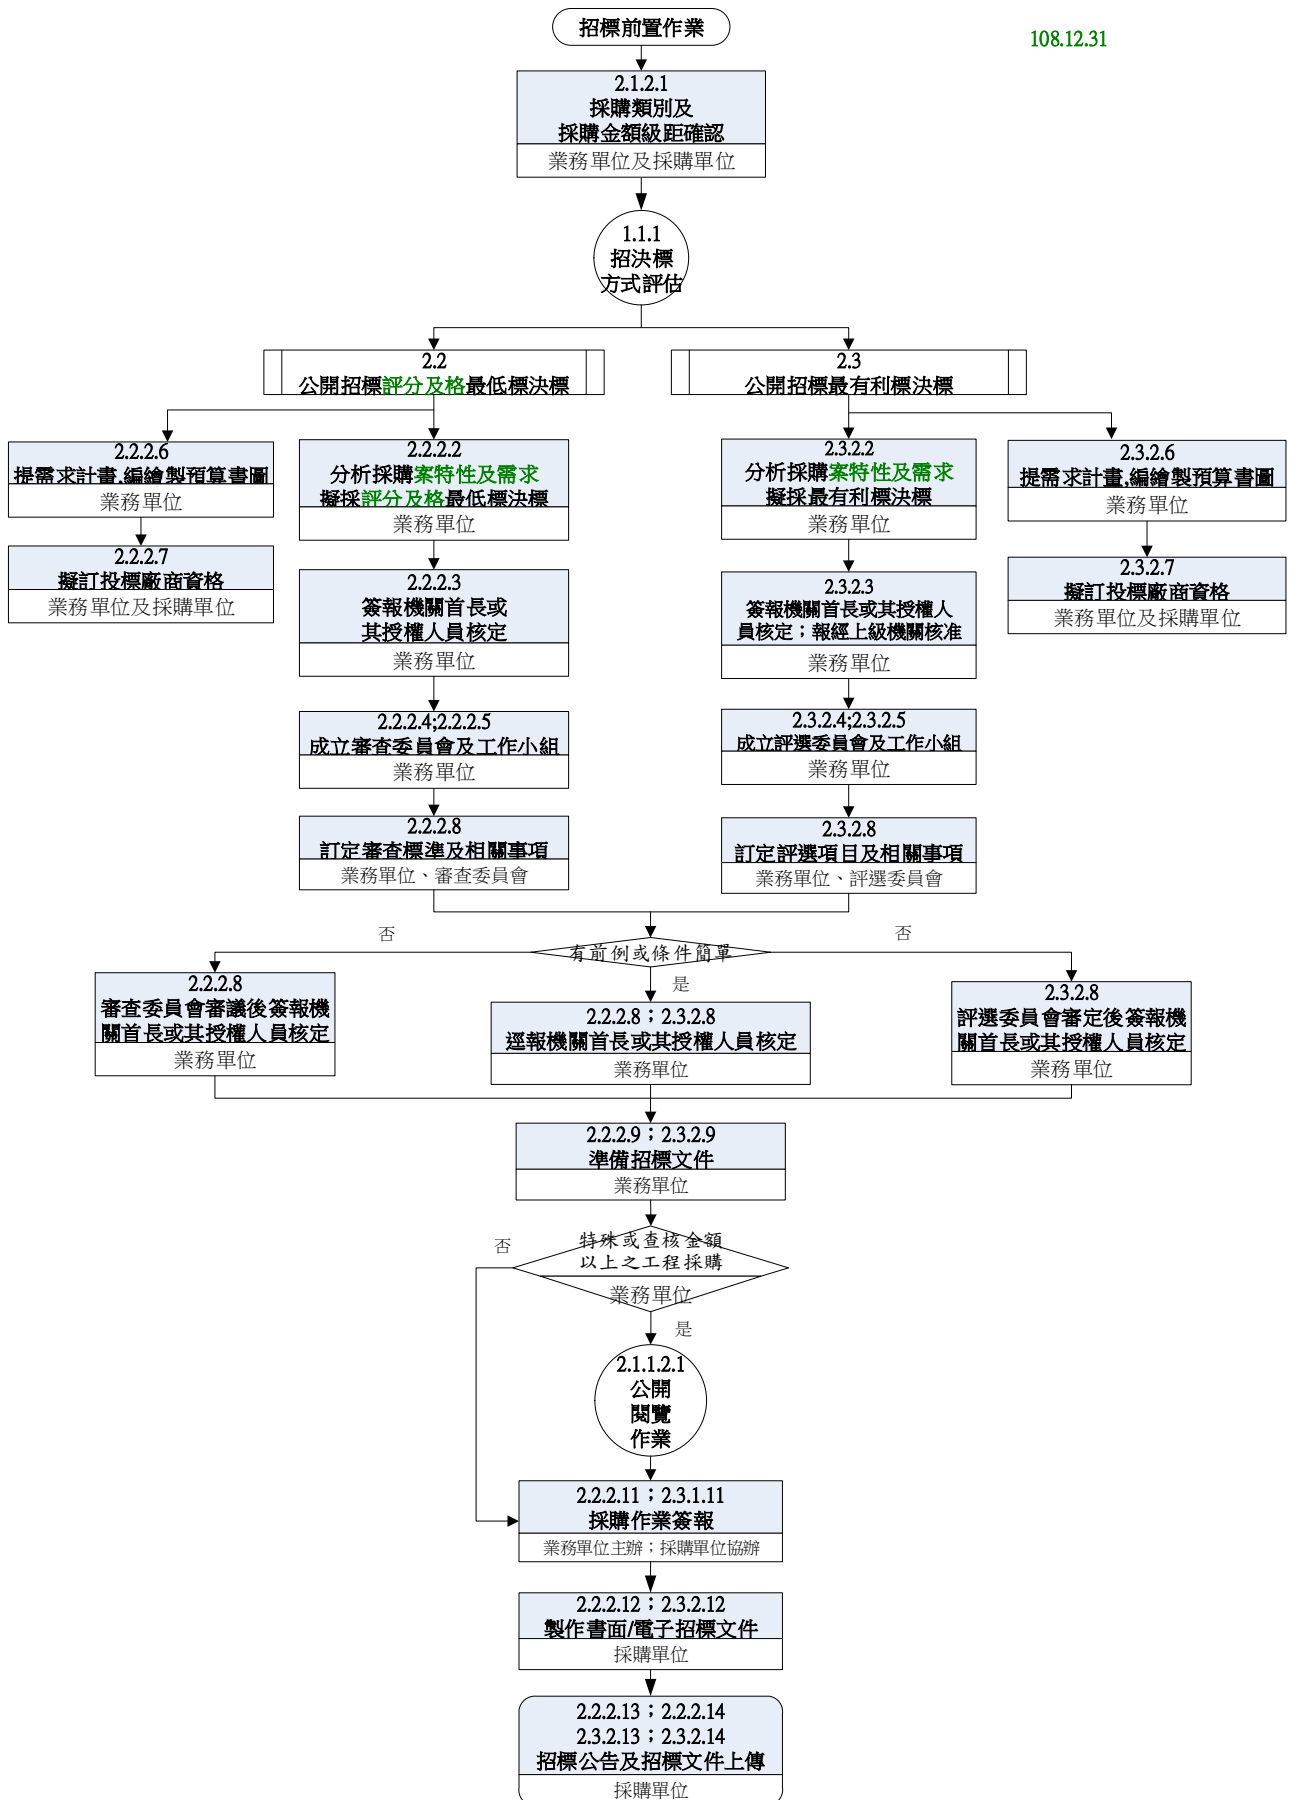 招標前置作業
108.12.31
2.1.2.1
採購類別及
採購金額級距確認
業務單位及採購單位
1.1.1
招決標
方式評估
2.2
公開招標評分及格最低標決標
2.3
公開招標最有利標決標
2.2.2.6
提需求計畫,編繪製預算書圖
業務單位
2.2.2.7
擬訂投標廠商資格
業務單位及採購單位
2.2.2.2
分析採購案特性及需求
擬採評分及格最低標決標
業務單位
2.2.2.3
簽報機關首長或
其授權人員核定
業務單位
2.2.2.4;2.2.2.5
成立審查委員會及工作小組
業務單位
2.2.2.8
訂定審查標準及相關事項
業務單位、審查委員會
2.3.2.2
分析採購案特性及需求
擬採最有利標決標
業務單位
2.3.2.3
簽報機關首長或其授權人
員核定；報經上級機關核准
業務單位
2.3.2.4;2.3.2.5
成立評選委員會及工作小組
業務單位
2.3.2.8
訂定評選項目及相關事項
業務單位、評選委員會
2.3.2.6
提需求計畫,編繪製預算書圖
業務單位
2.3.2.7
擬訂投標廠商資格
業務單位及採購單位
有前例或條件簡單
否
否
是
2.2.2.8
審查委員會審議後簽報機
關首長或其授權人員核定
業務單位
2.2.2.8；2.3.2.8
逕報機關首長或其授權人員核定
業務單位
2.3.2.8
評選委員會審定後簽報機
關首長或其授權人員核定
業務單位
2.2.2.9；2.3.2.9
準備招標文件
業務單位
特殊或查核金額
以上之工程採購
業務單位
否
是
2.1.1.2.1
公開
閱覽
作業
2.2.2.11；2.3.1.11
採購作業簽報
業務單位主辦；採購單位協辦
2.2.2.12；2.3.2.12
製作書面/電子招標文件
採購單位
2.2.2.13；2.2.2.14
2.3.2.13；2.3.2.14
招標公告及招標文件上傳
採購單位